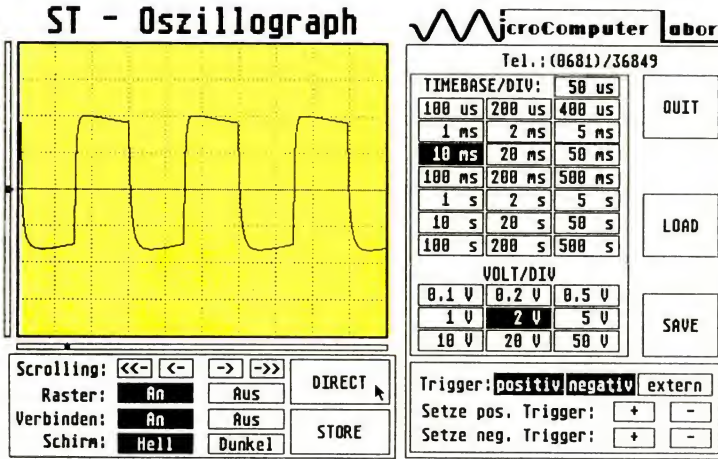 ST - Oszillograph
icroComputer Labor
Tel.:(0681)/36849
TIMEBASE/DIV: 50 us
100 us 200 us 400 us
1 ms 2 ms 5 ms
10 ms 20 ms 50 ms
100 ms 200 ms 500 ms
1 s 2 s 5 s
10 s 20 s 50 s
100 s 200 s 500 s
VOLT/DIV
0.1 V 0.2 V 0.5 V
1 V 2 V 5 V
10 V 20 V 50 V
QUIT
LOAD
SAVE
Scrolling: <<- <- -> ->>
Raster: An Aus
Verbinden: An Aus
Schirm: Hell Dunkel
DIRECT
STORE
Trigger: positiv negativ extern
Setze pos. Trigger: + -
Setze neg. Trigger: + -